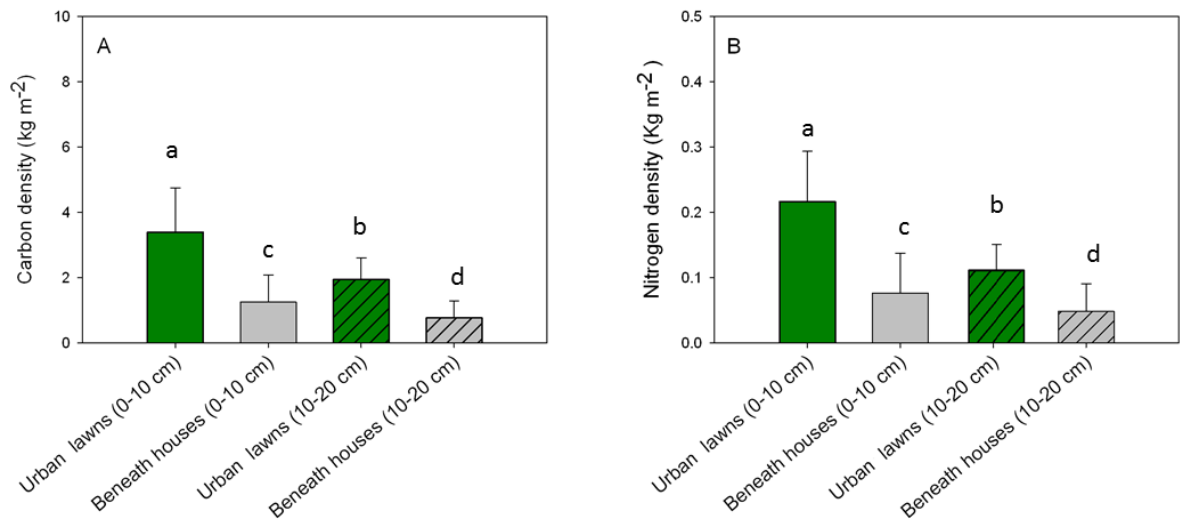 A
Carbon density (kg m-2)
10
8
6
4
2
0
a
c
b
d
Urban lawns (0-10 cm)
Beneath houses (0-10 cm)
Urban lawns (10-20 cm)
Beneath houses (10-20 cm)
B
Nitrogen density (Kg m-2)
0.5
0.4
0.3
0.2
0.1
0.0
a
c
b
d
Urban lawns (0-10 cm)
Beneath houses (0-10 cm)
Urban lawns (10-20 cm)
Beneath houses (10-20 cm)